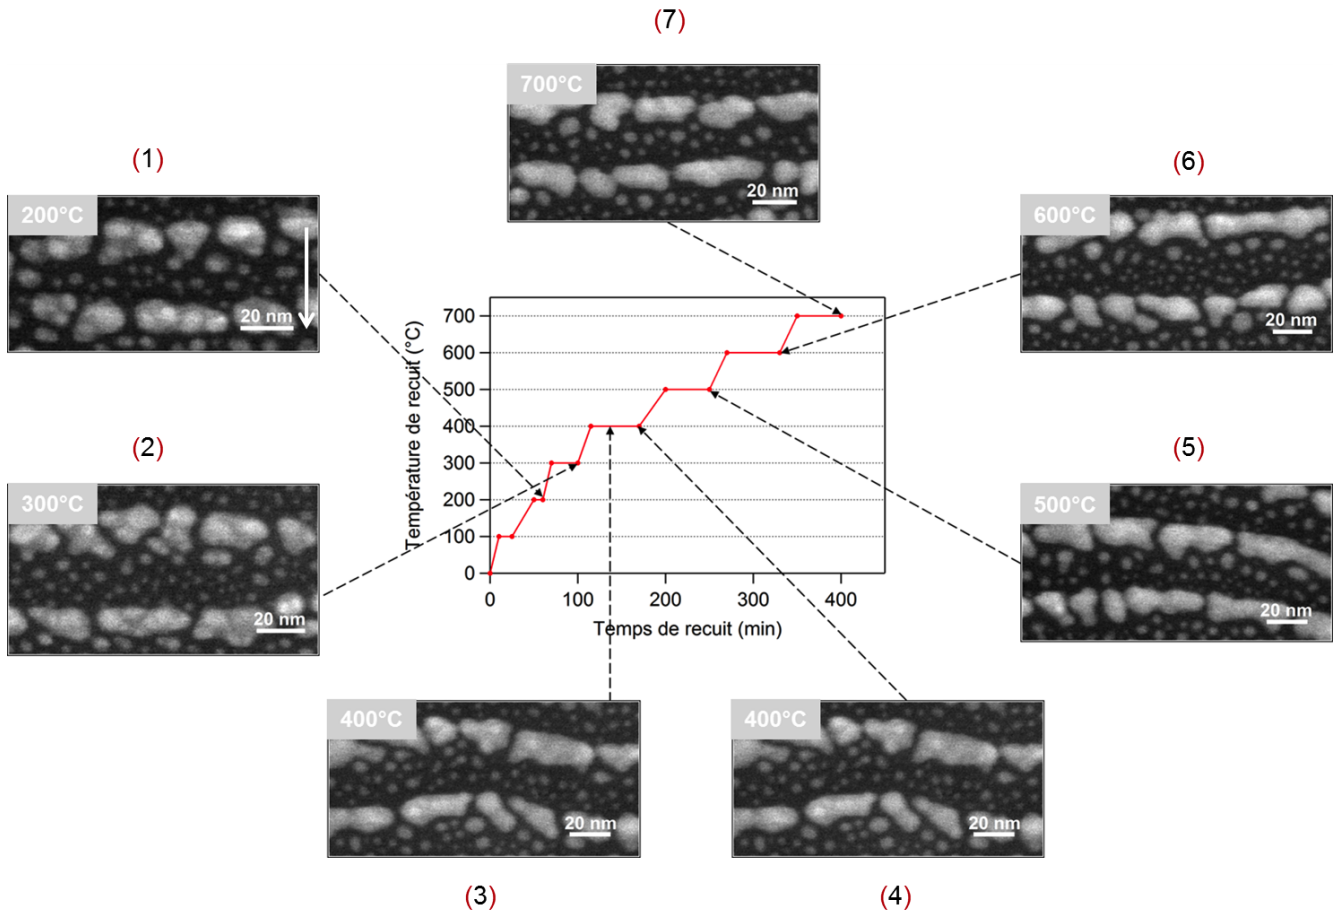 (7)
700°C
20 nm
(1)
200°C
20 nm
(6)
600°C
20 nm
(2)
300°C
20 nm
(5)
500°C
20 nm
700
600
500
400
300
200
100
0
Température de recuit (°C)
0 100 200 300 400
Temps de recuit (min)
400°C
20 nm
(3)
400°C
20 nm
(4)